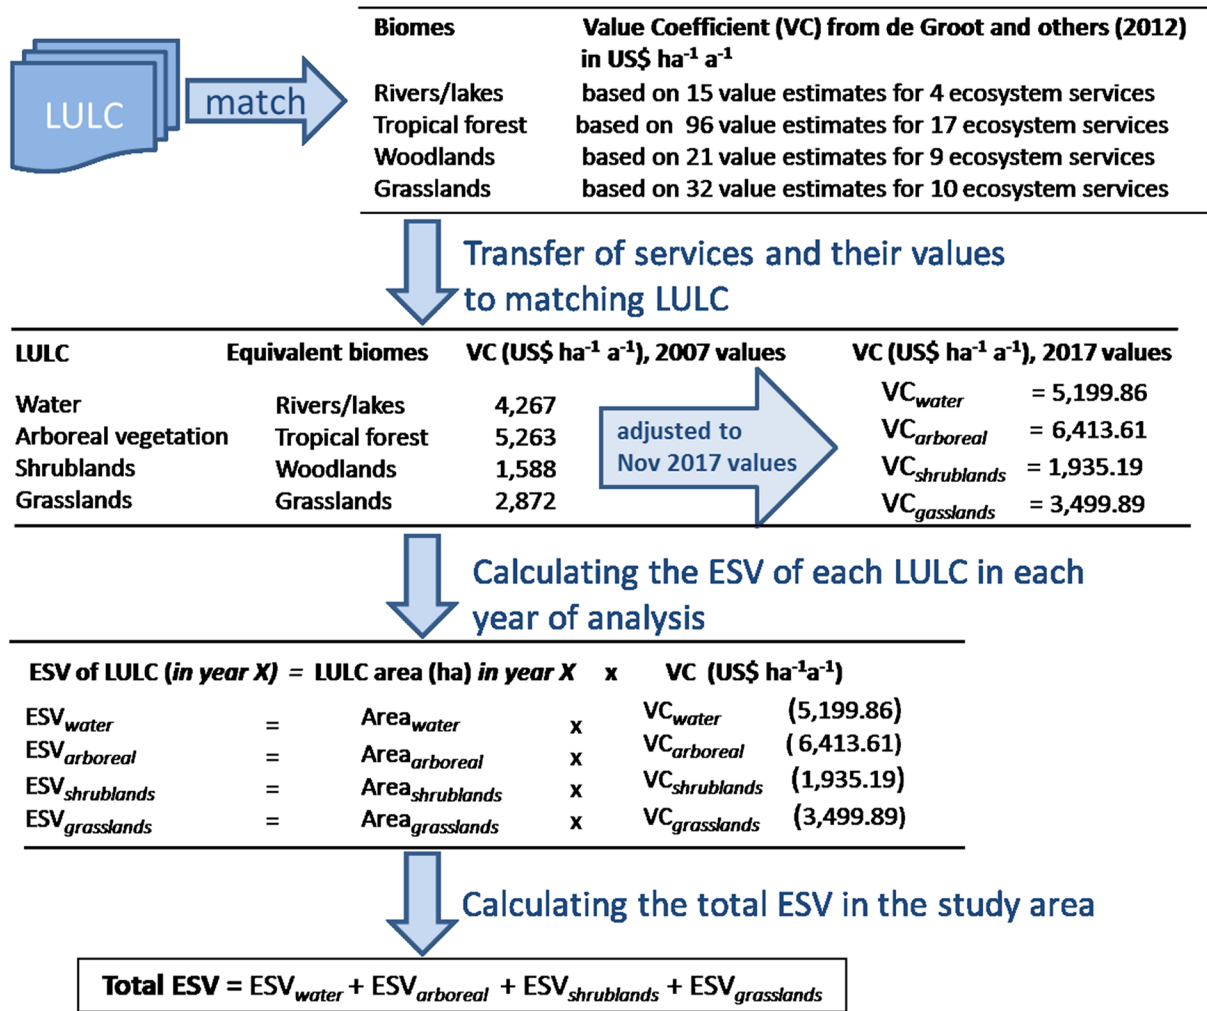 LULC
match
Biomes Value Coefficient (VC) from de Groot and others (2012)
in US$ ha⁻¹ a⁻¹
Rivers/lakes based on 15 value estimates for 4 ecosystem services
Tropical forest based on 96 value estimates for 17 ecosystem services
Woodlands based on 21 value estimates for 9 ecosystem services
Grasslands based on 32 value estimates for 10 ecosystem services
Transfer of services and their values
to matching LULC
LULC Equivalent biomes VC (US$ ha⁻¹ a⁻¹), 2007 values VC (US$ ha⁻¹ a⁻¹), 2017 values
Water Rivers/lakes 4,267
Arboreal vegetation Tropical forest 5,263
Shrublands Woodlands 1,588
Grasslands Grasslands 2,872
adjusted to
Nov 2017 values
VCwater = 5,199.86
VCarboreal = 6,413.61
VCshrublands = 1,935.19
VCgasslands = 3,499.89
Calculating the ESV of each LULC in each
year of analysis
ESV of LULC (in year X) = LULC area (ha) in year X x VC (US$ ha⁻¹a⁻¹)
ESVwater = Areawater x VCwater (5,199.86)
ESVarboreal = Areaarboreal x VCarboreal (6,413.61)
ESVshrublands = Areashrublands x VCshrublands (1,935.19)
ESVgrasslands = Areagrasslands x VCgrasslands (3,499.89)
Calculating the total ESV in the study area
Total ESV = ESVwater + ESVarboreal + ESVshrublands + ESVgrasslands